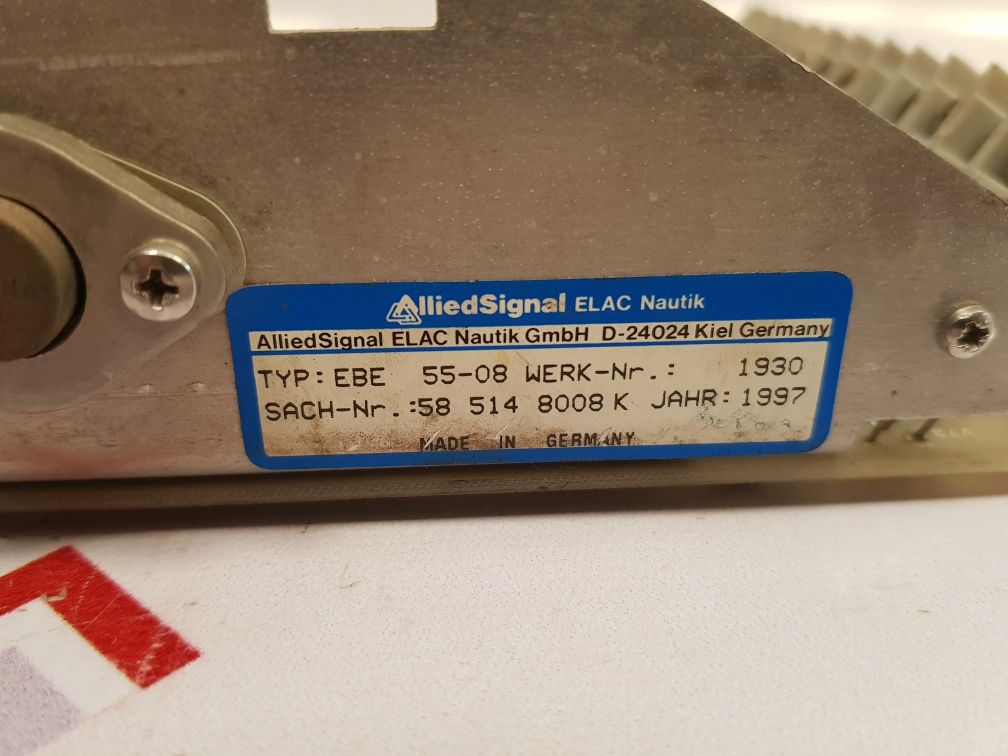 AlliedSignal ELAC Nautik
AlliedSignal ELAC Nautik GmbH D-24024 Kiel Germany
TYP: EBE 55-08 WERK-Nr.: 1930
SACH-Nr.:58 514 8008 K JAHR: 1997
MADE IN GERMANY